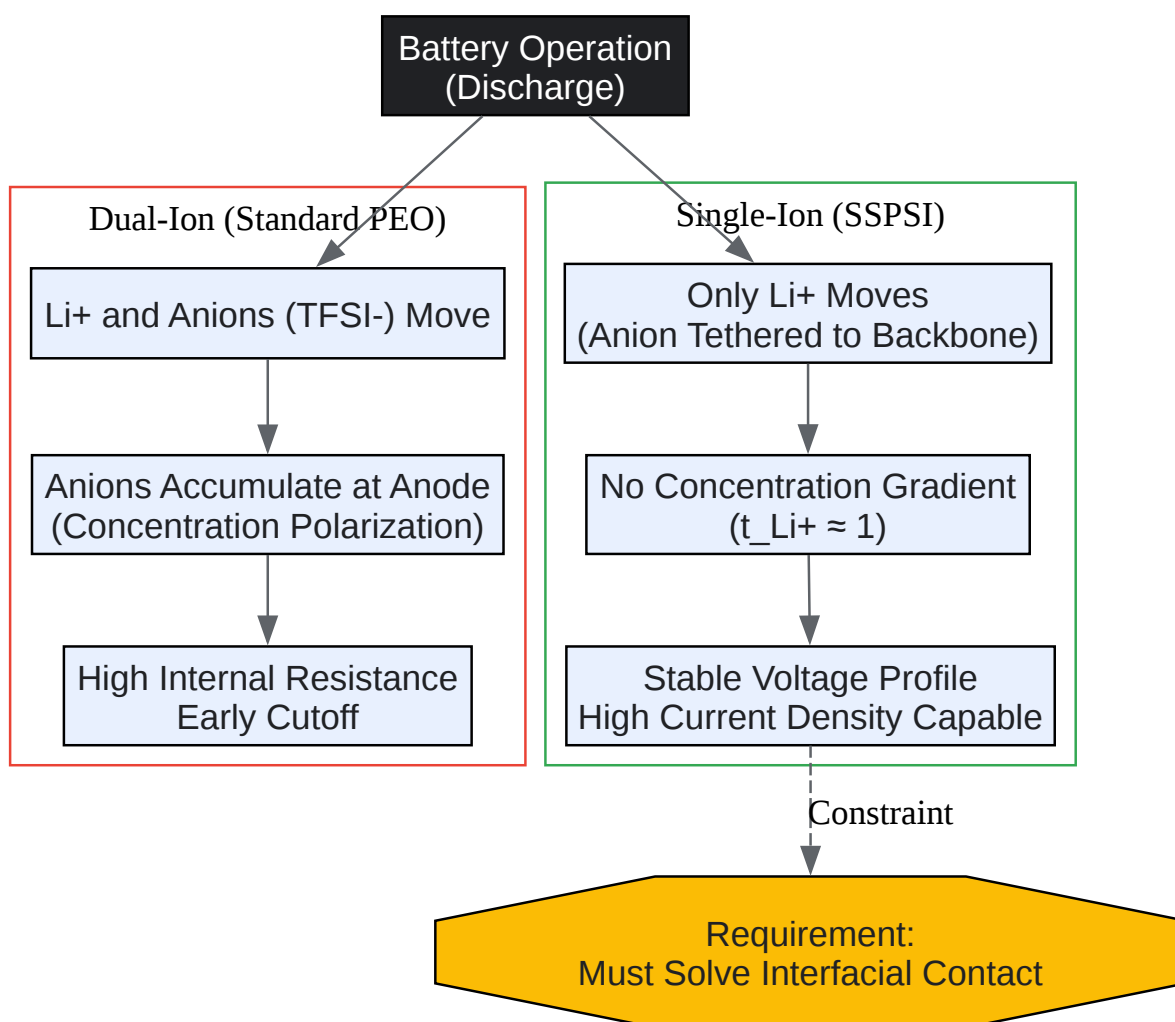 Battery Operation
(Discharge)
Dual-Ion (Standard PEO)
Li+ and Anions (TFSI-) Move
Anions Accumulate at Anode
(Concentration Polarization)
High Internal Resistance
Early Cutoff
Single-Ion (SSPSI)
Only Li+ Moves
(Anion Tethered to Backbone)
No Concentration Gradient
(t_Li+ ≈ 1)
Stable Voltage Profile
High Current Density Capable
Constraint
Requirement:
Must Solve Interfacial Contact